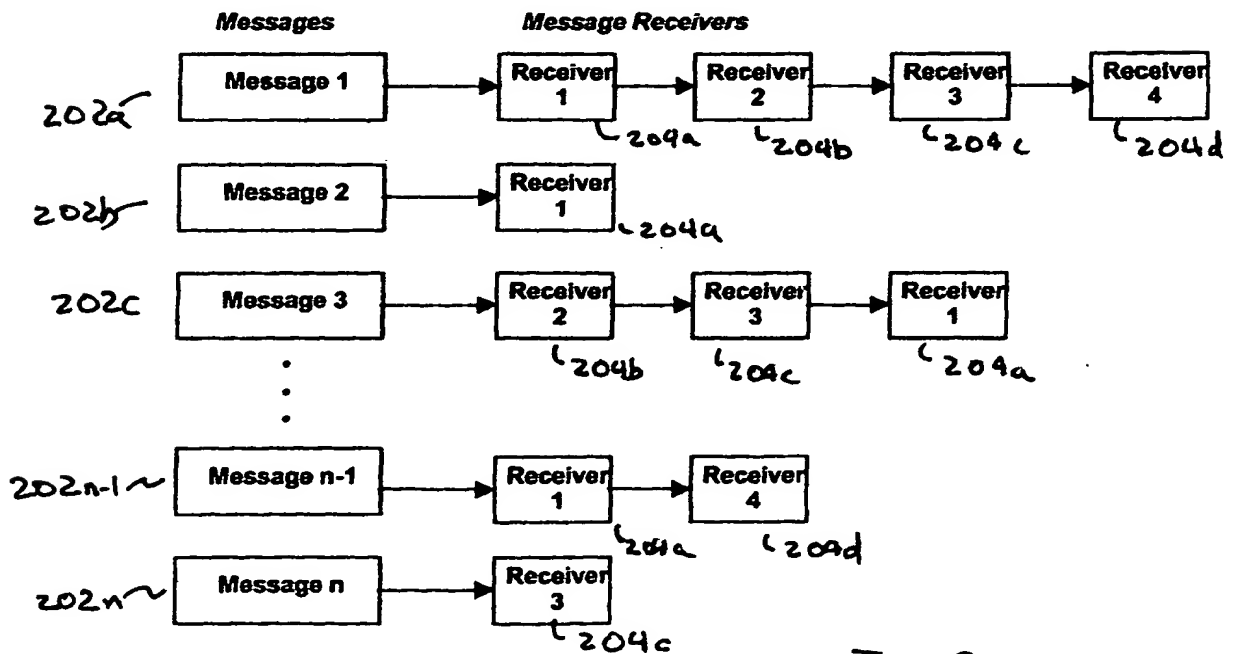 Messages Message Receivers
Message 1 Receiver 1 Receiver 2 Receiver 3 Receiver 4
202a 204a 204b 204c 204d
Message 2 Receiver 1
202b 204a
Message 3 Receiver 2 Receiver 3 Receiver 1
202c
204b 204c 204a
Message n-1 Receiver 1 Receiver 4
202n-1
204a 204d
Message n Receiver 3
202n
204c